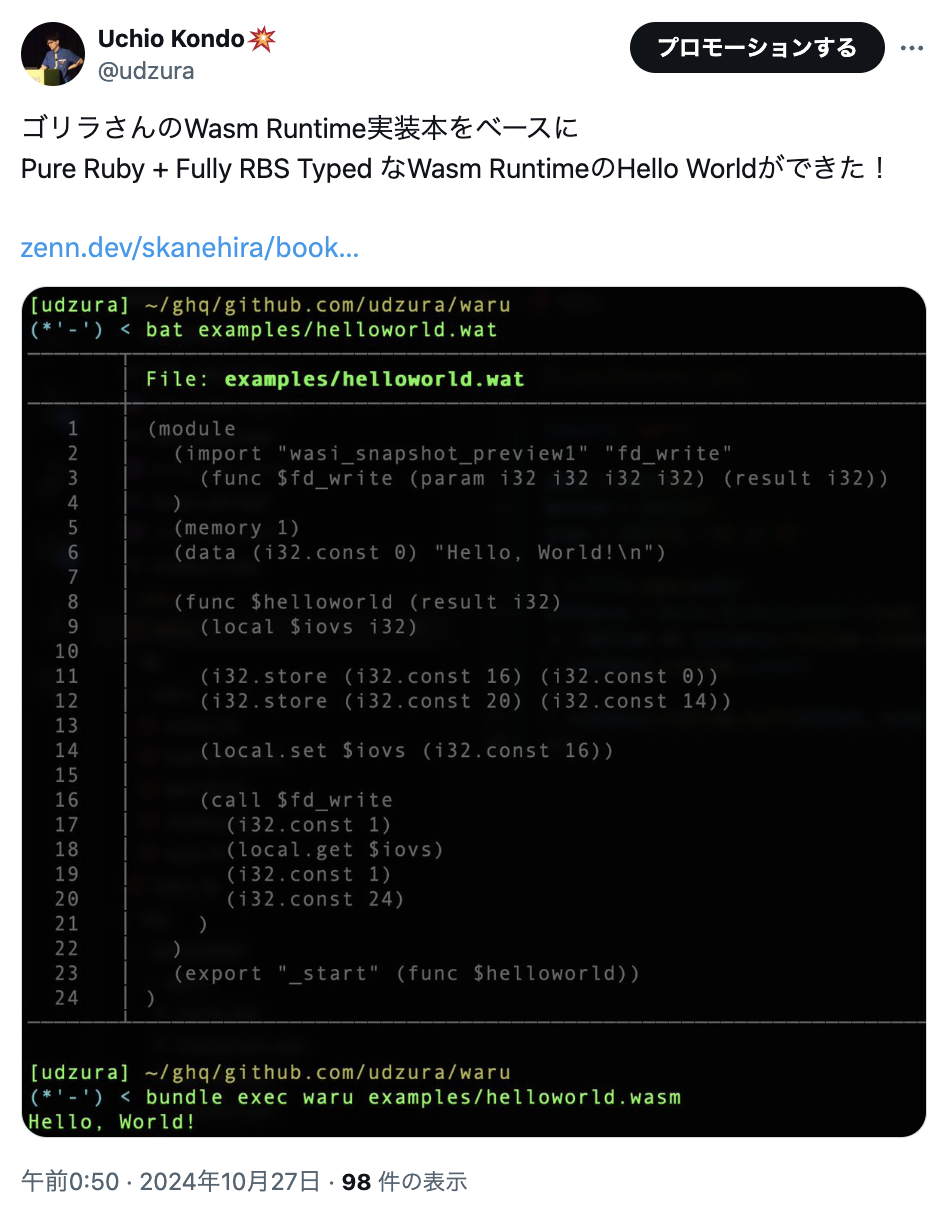 Uchio Kondo💥
@udzura
プロモーションする
ゴリラさんのWasm Runtime実装本をベースに
Pure Ruby + Fully RBS Typed なWasm RuntimeのHello Worldができた！
zenn.dev/skanehira/book…
[udzura] ~/ghq/github.com/udzura/waru
(*'-') < bat examples/helloworld.wat
File: examples/helloworld.wat
1 (module
2   (import "wasi_snapshot_preview1" "fd_write"
3     (func $fd_write (param i32 i32 i32 i32) (result i32))
4   )
5   (memory 1)
6   (data (i32.const 0) "Hello, World!\n")
7
8   (func $helloworld (result i32)
9     (local $iovs i32)
10
11     (i32.store (i32.const 16) (i32.const 0))
12     (i32.store (i32.const 20) (i32.const 14))
13
14     (local.set $iovs (i32.const 16))
15
16     (call $fd_write
17       (i32.const 1)
18       (local.get $iovs)
19       (i32.const 1)
20       (i32.const 24)
21     )
22   )
23   (export "_start" (func $helloworld))
24 )
[udzura] ~/ghq/github.com/udzura/waru
(*'-') < bundle exec waru examples/helloworld.wasm
Hello, World!
午前0:50 · 2024年10月27日 · 98 件の表示